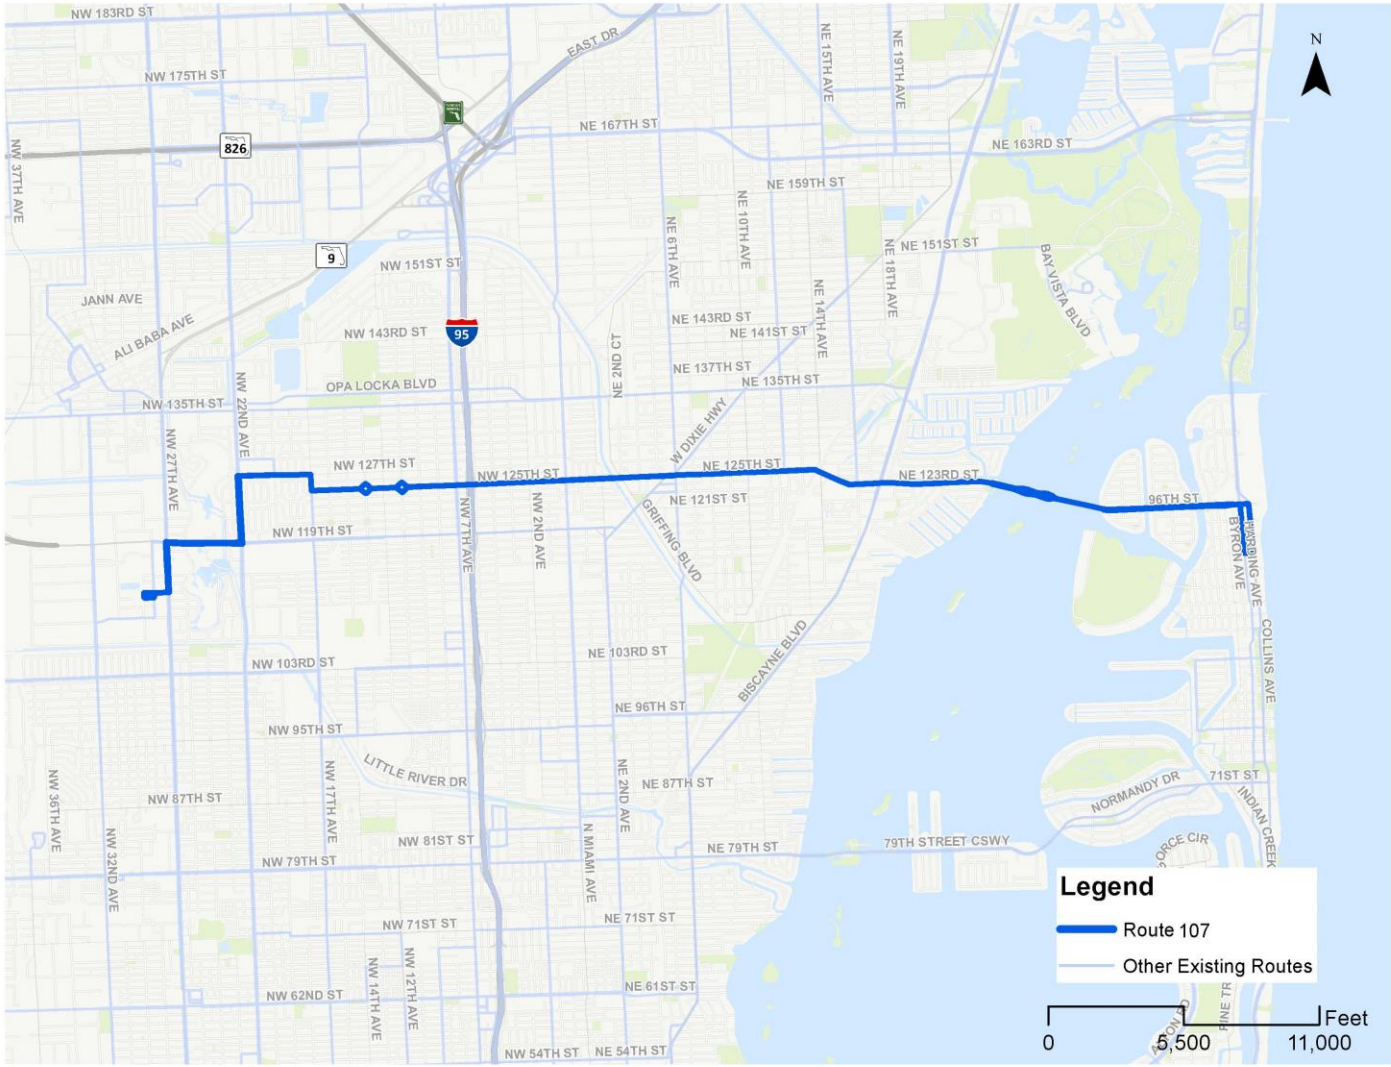 NW 183RD ST
EAST DR
NE 15TH AVE
NE 19TH AVE
N
NW 175TH ST
NE 167TH ST
826
NE 163RD ST
NW 37TH AVE
NE 159TH ST
NE 6TH AVE
NE 10TH AVE
NE 18TH AVE
NE 151ST ST
9
NW 151ST ST
BAY VISTA BLVD
JANN AVE
ALI BABA AVE
NW 143RD ST
95
NE 143RD ST
NE 141ST ST
NE 14TH AVE
NE 2ND CT
NE 137TH ST
NE 135TH ST
OPA LOCKA BLVD
NW 135TH ST
NW 22ND AVE
W DIXIE HWY
NW 27TH AVE
NW 127TH ST
NW 125TH ST
NE 125TH ST
NE 123RD ST
NE 121ST ST
96TH ST
NW 119TH ST
NW 7TH AVE
NW 2ND AVE
GRIFFING BLVD
BYRON AVE
HARDING AVE
COLLINS AVE
NW 103RD ST
NE 103RD ST
BISCAYNE BLVD
NE 96TH ST
NW 95TH ST
LITTLE RIVER DR
NE 87TH ST
NW 87TH ST
NW 36TH AVE
NW 17TH AVE
NE 2ND AVE
NORMANDY DR
71ST ST
INDIAN CREEK
NW 32ND AVE
NW 81ST ST
N MIAMI AVE
NE 79TH ST
79TH STREET CSWY
NW 79TH ST
GORCE CIR
NW 71ST ST
NE 71ST ST
NW 14TH AVE
NW 12TH AVE
NW 62ND ST
NE 61ST ST
NW 54TH ST
NE 54TH ST
PINE TR
Legend
Route 107
Other Existing Routes
Feet
0
5,500
11,000